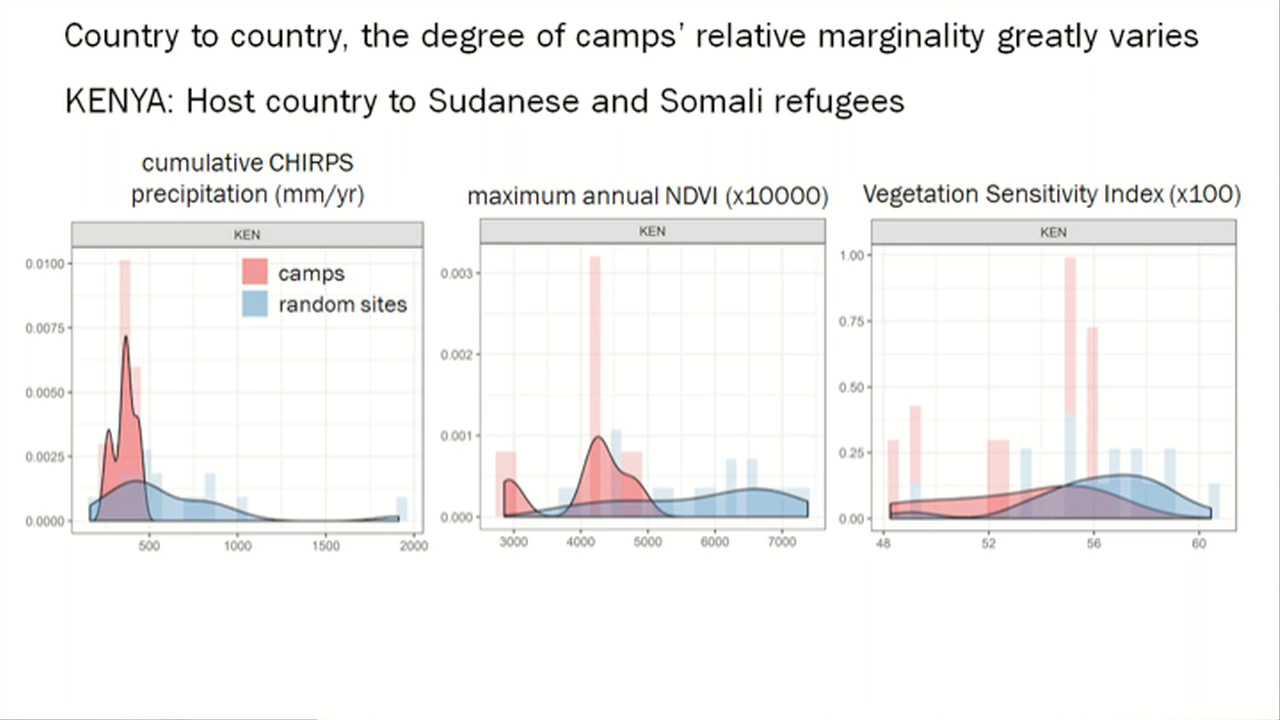 Country to country, the degree of camps' relative marginality greatly varies
KENYA: Host country to Sudanese and Somali refugees
cumulative CHIRPS
precipitation (mm/yr)
KEN
camps
random sites
0.0100
0.0075
0.0050
0.0025
0.0000
500
1000
1500
2000
maximum annual NDVI (x10000)
KEN
0.003
0.002
0.001
0.000
3000
4000
5000
6000
7000
Vegetation Sensitivity Index (x100)
KEN
1.00
0.75
0.50
0.25
0.00
48
52
56
60